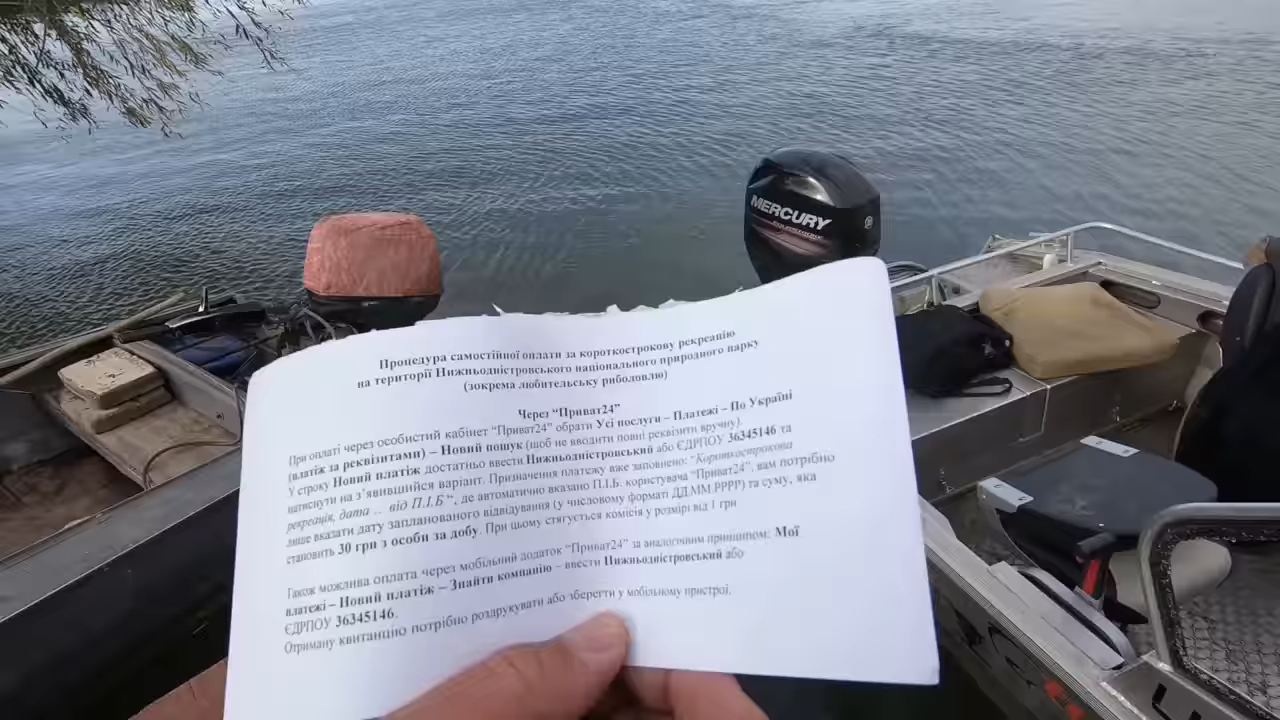 MERCURY
Процедура самостійної оплати за короткострокову рекреацію
на території Нижньодністровського національного природного парку
(зокрема любительську риболовлю)
Через “Приват24”
При оплаті через особистий кабінет “Приват24” обрати Усі послуги – Платежі – По Україні
(платіж за реквізитами) – Новий пошук (щоб не вводити повні реквізити вручну).
У строку Новий платіж достатньо ввести Нижньодністровський або ЄДРПОУ 36345146 та
натиснути на з’явившийся варіант. Призначення платежу вже заповнено: “Короткострокова
рекреація, дата .. від П.І.Б “, де автоматично вказано П.І.Б. користувача “Приват24”, вам потрібно
лише вказати дату запланованого відвідування (у числовому форматі ДД.ММ.РРРР) та суму, яка
становить 30 грн з особи за добу. При цьому стягується комісія у розмірі від 1 грн
Також можлива оплата через мобільний додаток “Приват24” за аналогічним принципом: Мої
платежі – Новий платіж – Знайти компанію – ввести Нижньодністровський або
ЄДРПОУ 36345146.
Отриману квитанцію потрібно роздрукувати або зберегти у мобільному пристрої.